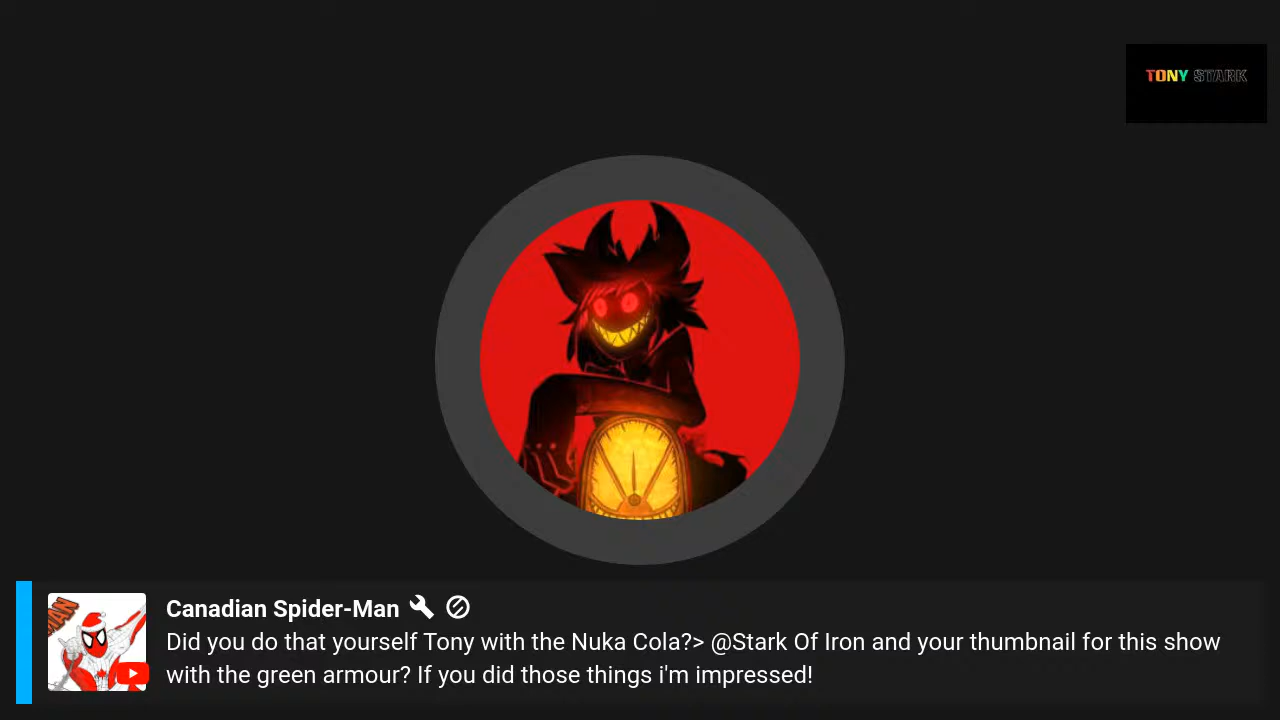 TONY STARK
MAN
Canadian Spider-Man
Did you do that yourself Tony with the Nuka Cola?> @Stark Of Iron and your thumbnail for this show
with the green armour? If you did those things i'm impressed!